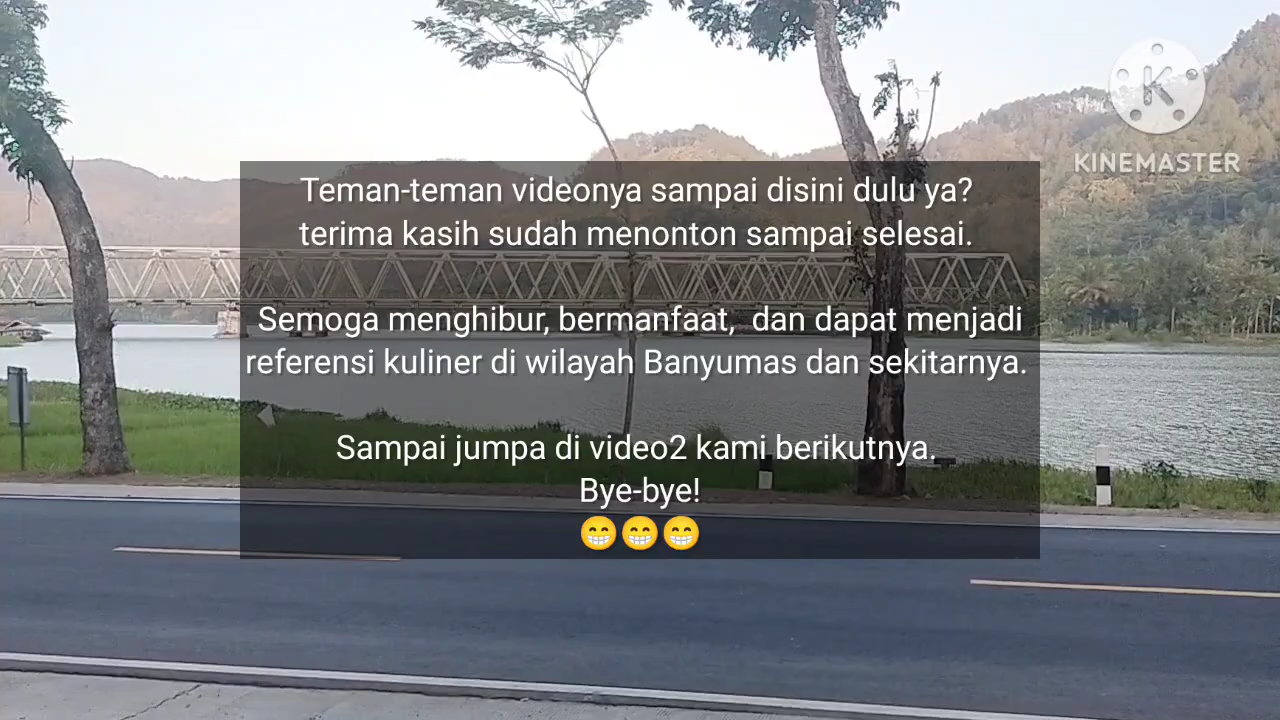 K
KINEMASTER
Teman-teman videonya sampai disini dulu ya?
terima kasih sudah menonton sampai selesai.
Semoga menghibur, bermanfaat,  dan dapat menjadi
referensi kuliner di wilayah Banyumas dan sekitarnya.
Sampai jumpa di video2 kami berikutnya.
Bye-bye!
😁😁😁